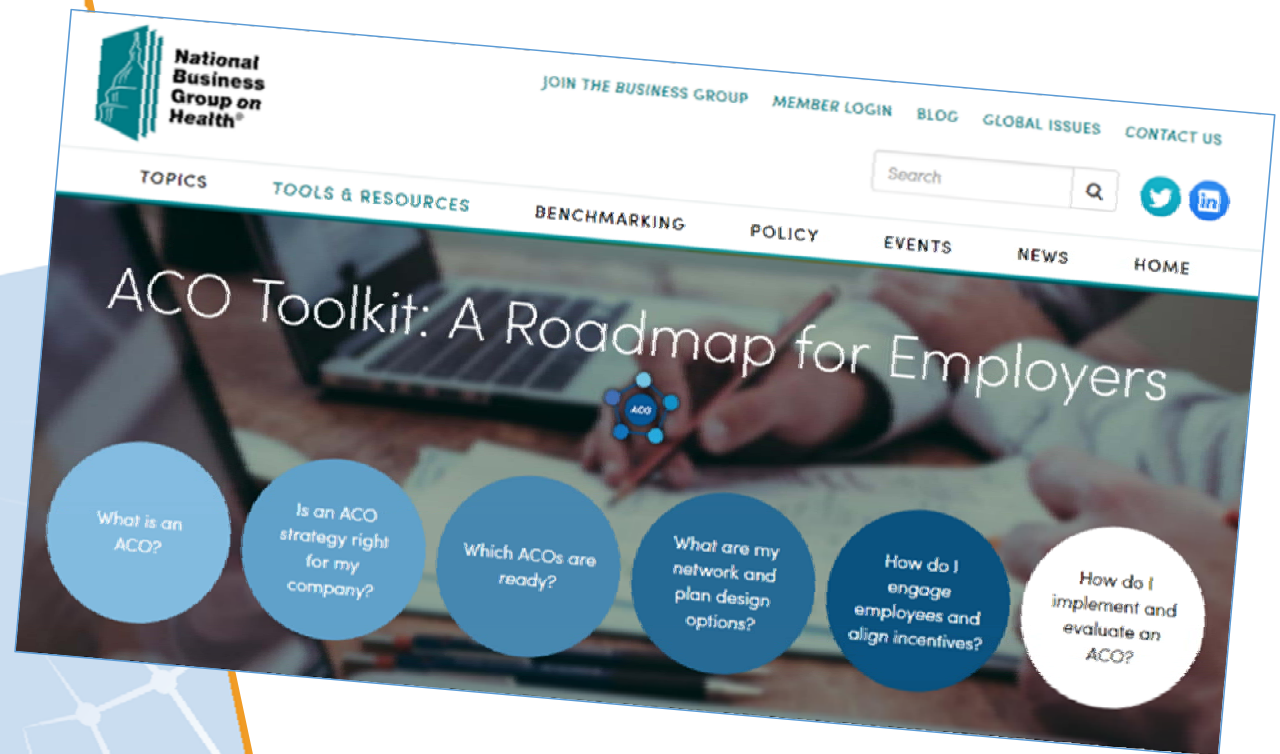 National
Business
Group on
Health®
JOIN THE BUSINESS GROUP MEMBER LOGIN BLOG GLOBAL ISSUES CONTACT US
Search
TOPICS TOOLS & RESOURCES BENCHMARKING POLICY EVENTS NEWS HOME
ACO Toolkit: A Roadmap for Employers
ACO
What is an
ACO?
Is an ACO
strategy right
for my
company?
Which ACOs are
ready?
What are my
network and
plan design
options?
How do I
engage
employees and
align incentives?
How do I
implement and
evaluate an
ACO?